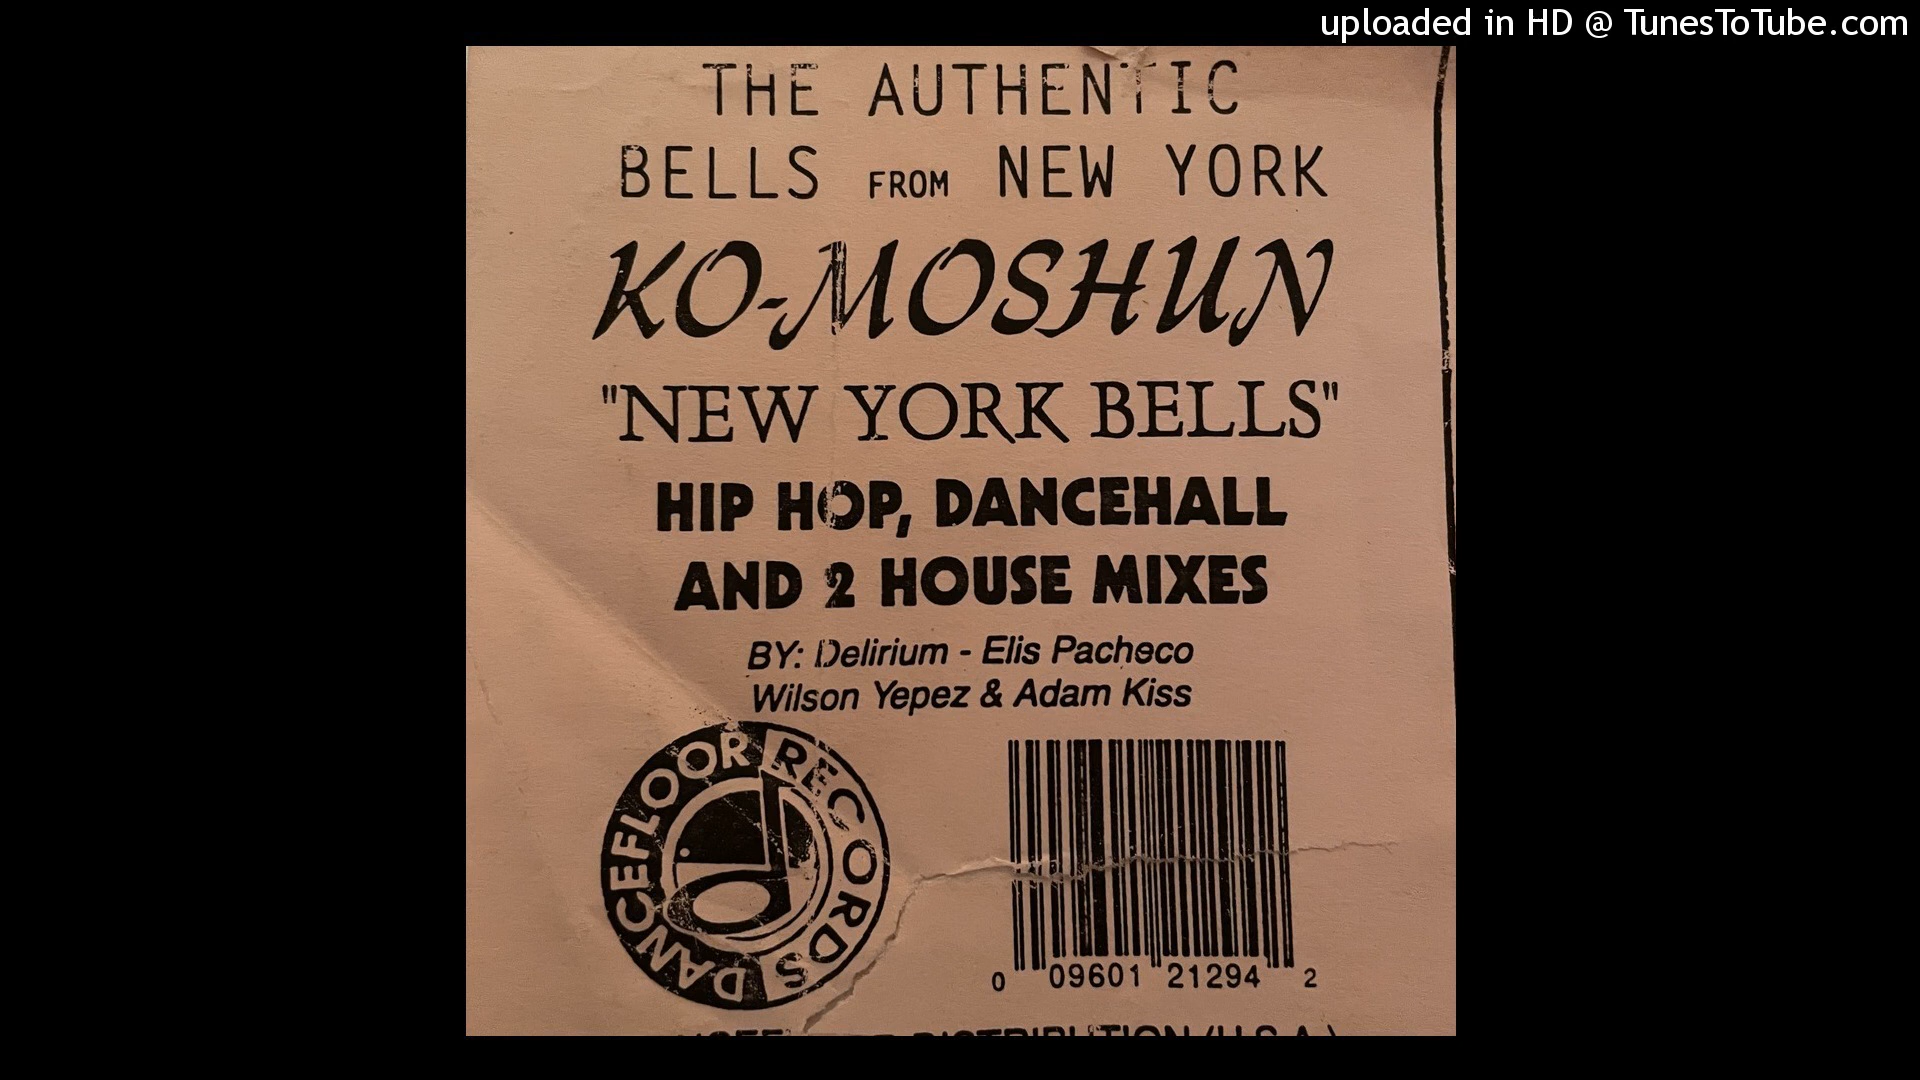 uploaded in HD @ TunesToTube.com
THE AUTHENTIC
BELLS FROM NEW YORK
KO-MOSHUN
"NEW YORK BELLS"
HIP HOP, DANCEHALL
AND 2 HOUSE MIXES
BY: Delirium - Elis Pacheco
Wilson Yepez & Adam Kiss
DANCEFLOOR RECORDS
0 09601 21294 2
DISTRIBUTION (U.S.A.)